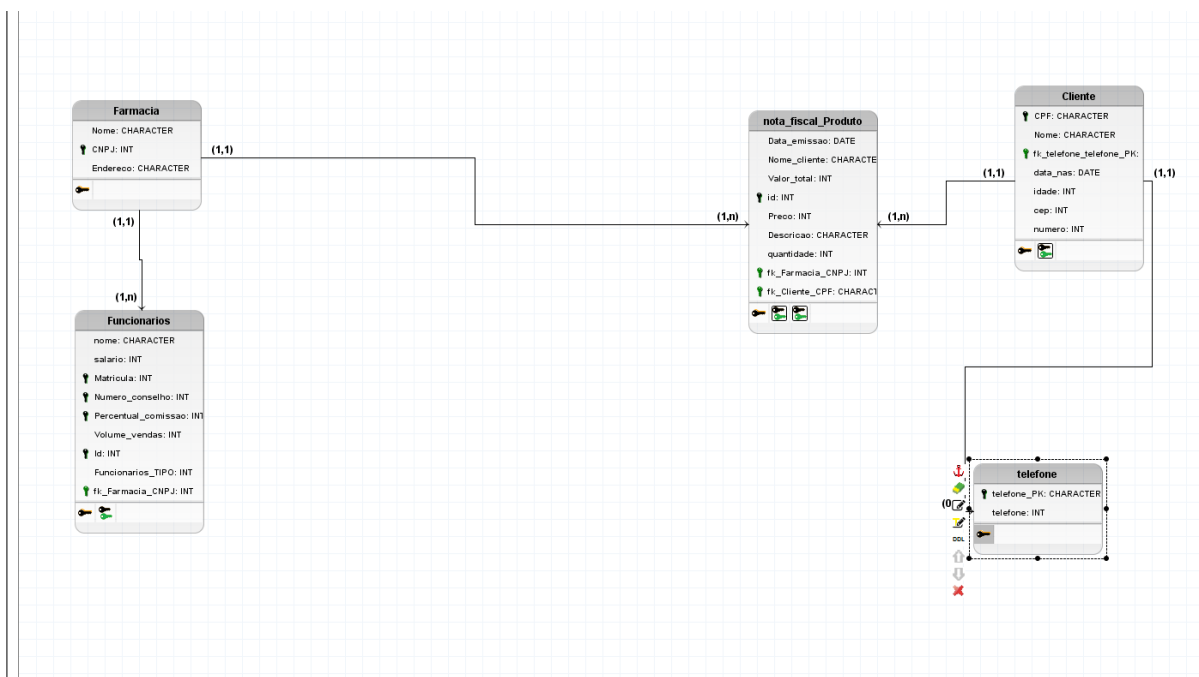 Farmacia
Nome: CHARACTER
CNPJ: INT
Endereco: CHARACTER
(1,1)
(1,1)
(1,n)
Funcionarios
nome: CHARACTER
salario: INT
Matricula: INT
Numero_conselho: INT
Percentual_comissao: INT
Volume_vendas: INT
Id: INT
Funcionarios_TIPO: INT
fk_Farmacia_CNPJ: INT
(1,n)
nota_fiscal_Produto
Data_emissao: DATE
Nome_cliente: CHARACTE
Valor_total: INT
id: INT
Preco: INT
Descricao: CHARACTER
quantidade: INT
fk_Farmacia_CNPJ: INT
fk_Cliente_CPF: CHARACT
(1,n)
(1,1)
Cliente
CPF: CHARACTER
Nome: CHARACTER
fk_telefone_telefone_PK:
data_nas: DATE
idade: INT
cep: INT
numero: INT
(1,1)
(0
DDL
telefone
telefone_PK: CHARACTER
telefone: INT